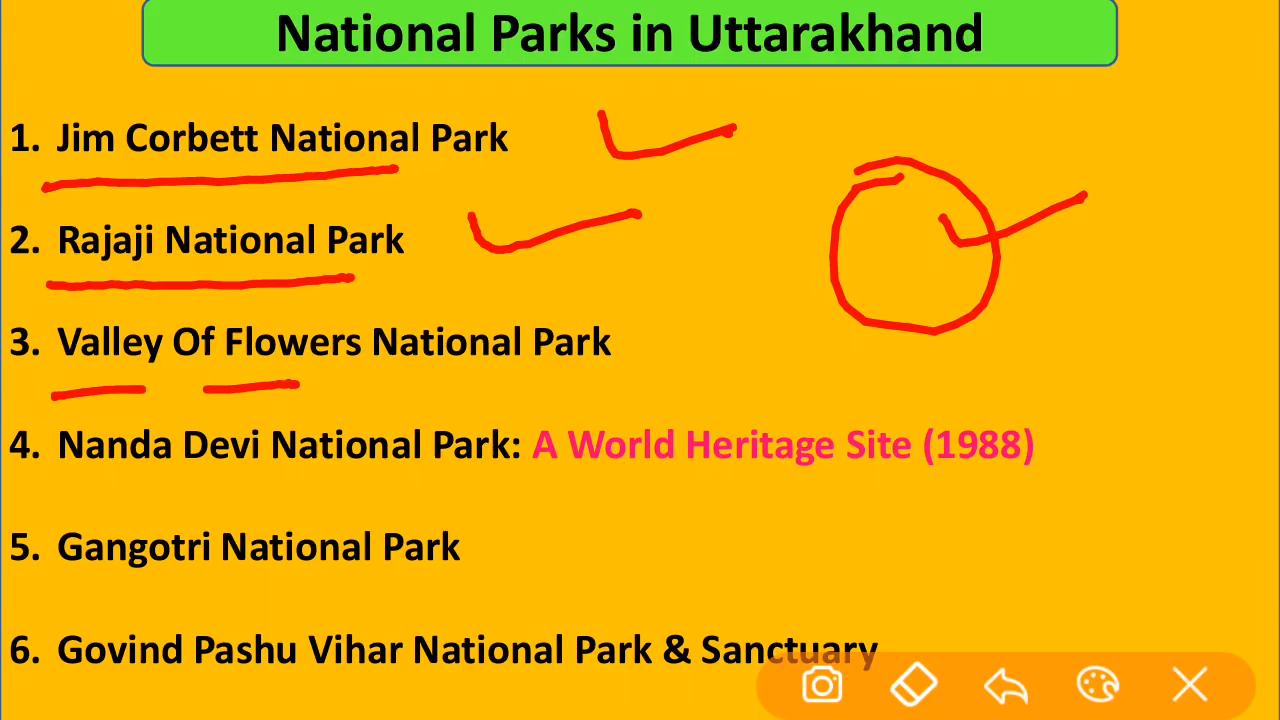 National Parks in Uttarakhand
1. Jim Corbett National Park
2. Rajaji National Park
3. Valley Of Flowers National Park
4. Nanda Devi National Park: A World Heritage Site (1988)
5. Gangotri National Park
6. Govind Pashu Vihar National Park & Sanctuary